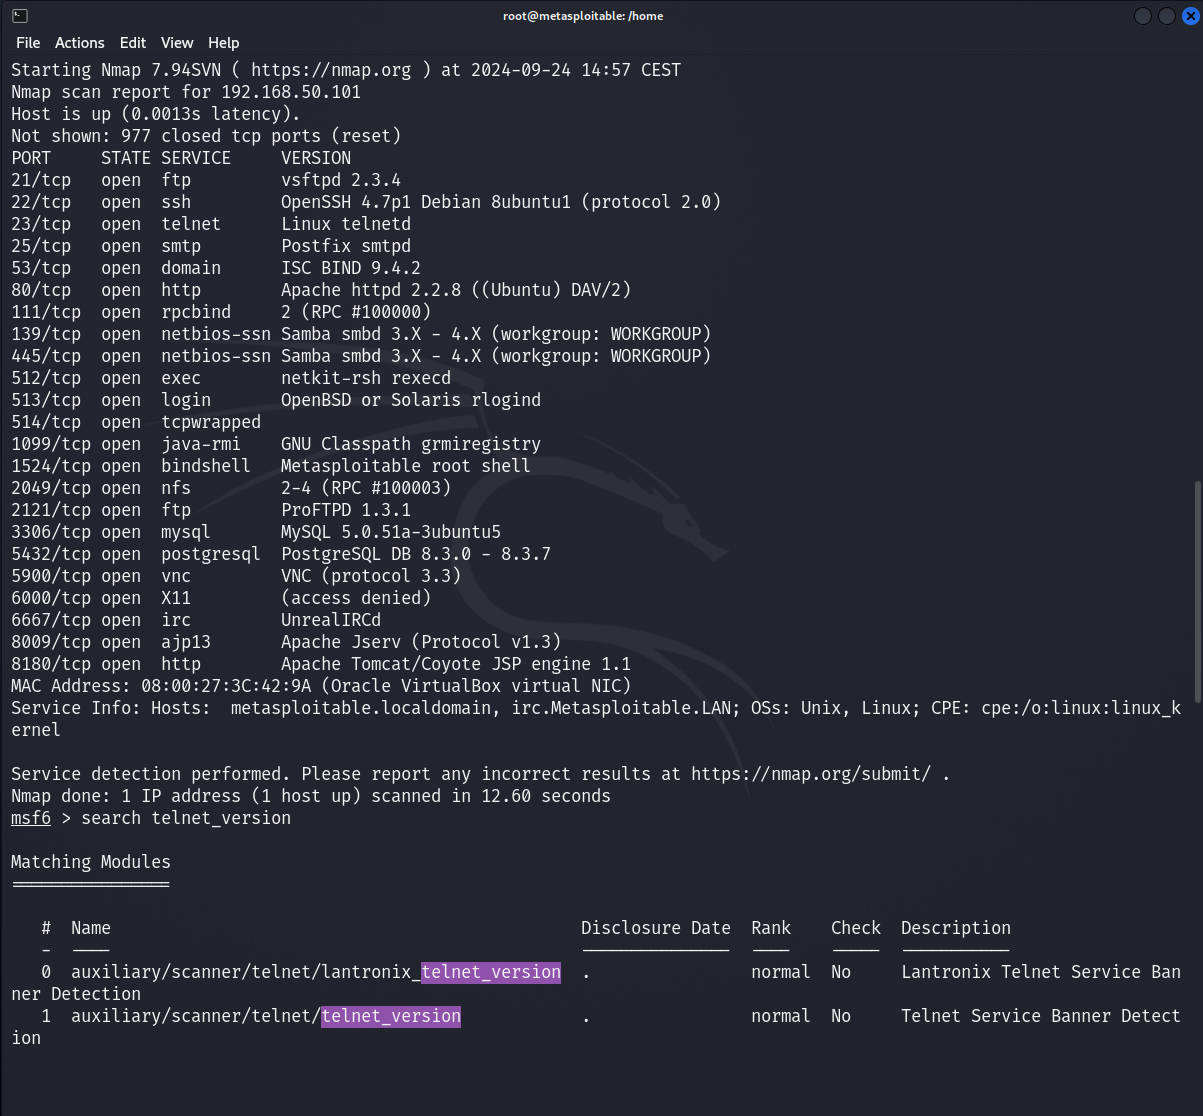 root@metasploitable: /home
File Actions Edit View Help
Starting Nmap 7.94SVN ( https://nmap.org ) at 2024-09-24 14:57 CEST
Nmap scan report for 192.168.50.101
Host is up (0.0013s latency).
Not shown: 977 closed tcp ports (reset)
PORT     STATE SERVICE     VERSION
21/tcp   open  ftp         vsftpd 2.3.4
22/tcp   open  ssh         OpenSSH 4.7p1 Debian 8ubuntu1 (protocol 2.0)
23/tcp   open  telnet      Linux telnetd
25/tcp   open  smtp        Postfix smtpd
53/tcp   open  domain      ISC BIND 9.4.2
80/tcp   open  http        Apache httpd 2.2.8 ((Ubuntu) DAV/2)
111/tcp  open  rpcbind     2 (RPC #100000)
139/tcp  open  netbios-ssn Samba smbd 3.X - 4.X (workgroup: WORKGROUP)
445/tcp  open  netbios-ssn Samba smbd 3.X - 4.X (workgroup: WORKGROUP)
512/tcp  open  exec        netkit-rsh rexecd
513/tcp  open  login       OpenBSD or Solaris rlogind
514/tcp  open  tcpwrapped
1099/tcp open  java-rmi    GNU Classpath grmiregistry
1524/tcp open  bindshell   Metasploitable root shell
2049/tcp open  nfs         2-4 (RPC #100003)
2121/tcp open  ftp         ProFTPD 1.3.1
3306/tcp open  mysql       MySQL 5.0.51a-3ubuntu5
5432/tcp open  postgresql  PostgreSQL DB 8.3.0 - 8.3.7
5900/tcp open  vnc         VNC (protocol 3.3)
6000/tcp open  X11         (access denied)
6667/tcp open  irc         UnrealIRCd
8009/tcp open  ajp13       Apache Jserv (Protocol v1.3)
8180/tcp open  http        Apache Tomcat/Coyote JSP engine 1.1
MAC Address: 08:00:27:3C:42:9A (Oracle VirtualBox virtual NIC)
Service Info: Hosts:  metasploitable.localdomain, irc.Metasploitable.LAN; OSs: Unix, Linux; CPE: cpe:/o:linux:linux_k
ernel
Service detection performed. Please report any incorrect results at https://nmap.org/submit/ .
Nmap done: 1 IP address (1 host up) scanned in 12.60 seconds
msf6 > search telnet_version
Matching Modules
================
   #  Name                                               Disclosure Date  Rank    Check  Description
   -  ----                                               ---------------  ----    -----  -----------
   0  auxiliary/scanner/telnet/lantronix_telnet_version  .                normal  No     Lantronix Telnet Service Ban
ner Detection
   1  auxiliary/scanner/telnet/telnet_version            .                normal  No     Telnet Service Banner Detect
ion